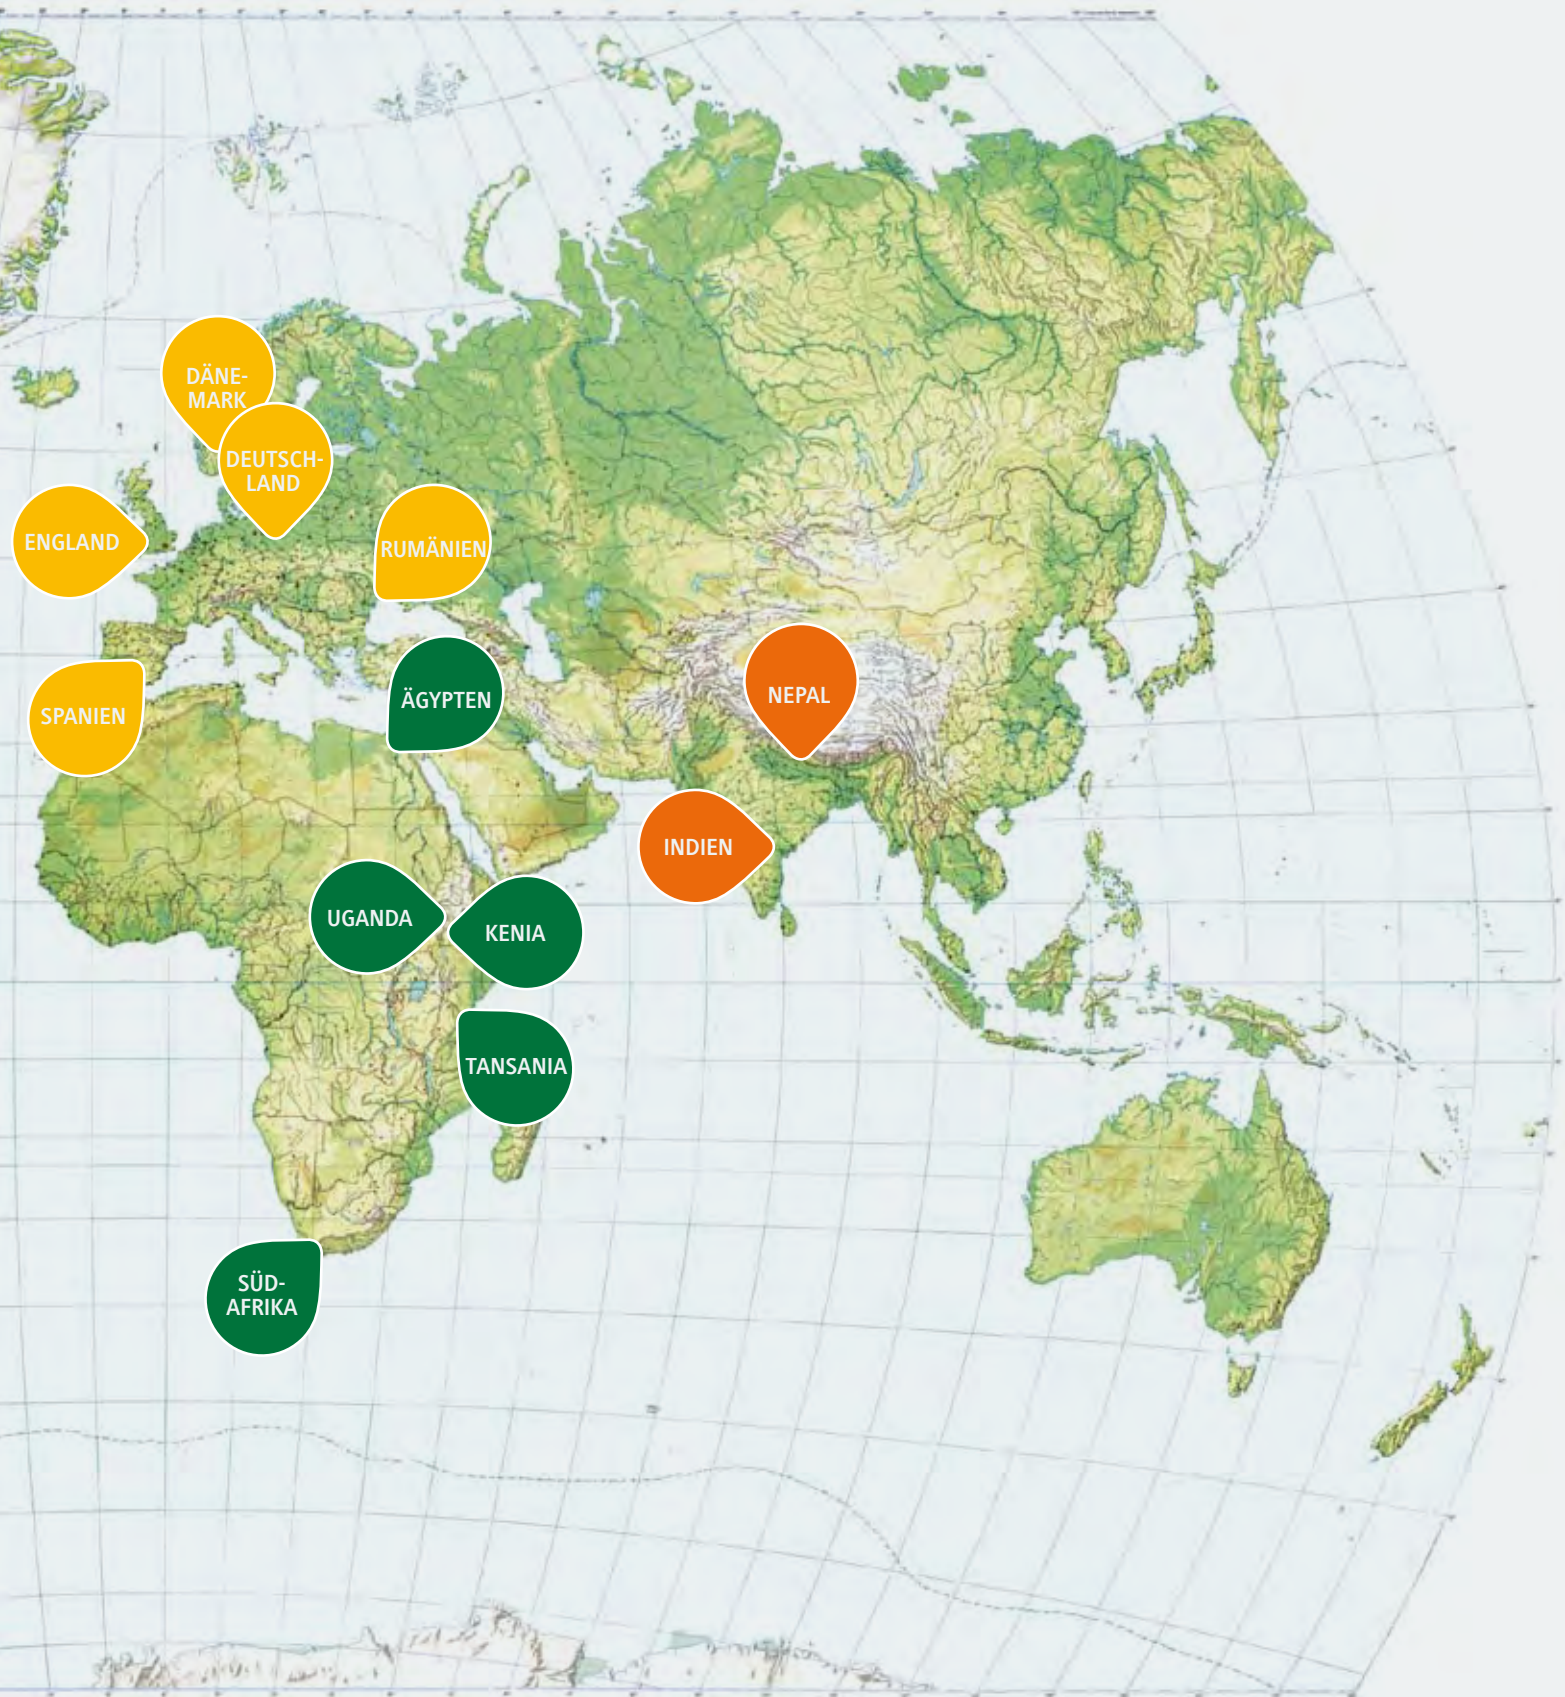 DÄNE-
MARK
DEUTSCH-
LAND
ENGLAND
RUMÄNIEN
SPANIEN
ÄGYPTEN
NEPAL
INDIEN
UGANDA
KENIA
TANSANIA
SÜD-
AFRIKA